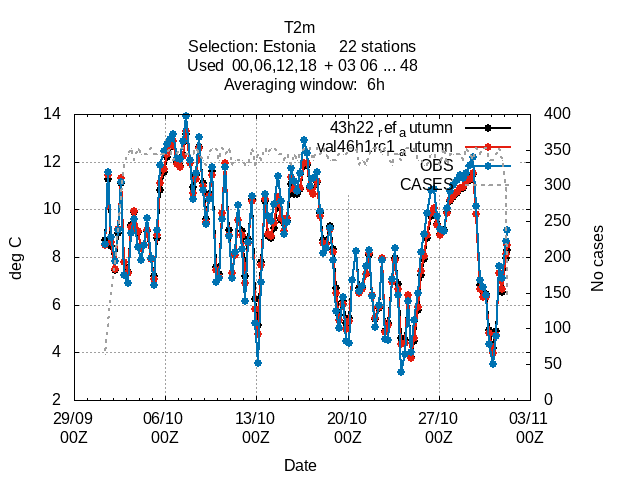 T2m
Selection: Estonia 22 stations
Used 00,06,12,18 + 03 06 ... 48
Averaging window: 6h
14
12
10
8
6
4
2
deg C
400
350
300
250
200
150
100
50
0
No cases
43h22refautumn
val46h1rc1autumn
OBS
CASES
29/09 06/10 13/10 20/10 27/10 03/11
00Z 00Z 00Z 00Z 00Z 00Z
Date